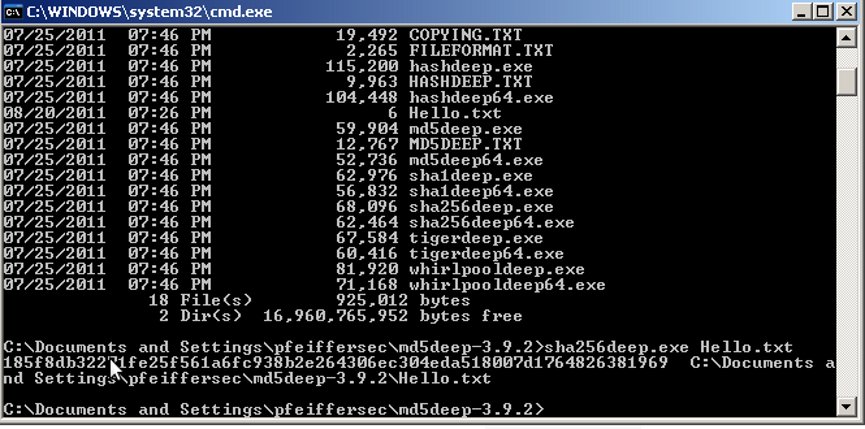 C:\WINDOWS\system32\cmd.exe
07/25/2011  07:46 PM            19,492 COPYING.TXT
07/25/2011  07:46 PM             2,265 FILEFORMAT.TXT
07/25/2011  07:46 PM           115,200 hashdeep.exe
07/25/2011  07:46 PM             9,963 HASHDEEP.TXT
07/25/2011  07:46 PM           104,448 hashdeep64.exe
08/20/2011  07:26 PM                 6 Hello.txt
07/25/2011  07:46 PM            59,904 md5deep.exe
07/25/2011  07:46 PM            12,767 MD5DEEP.TXT
07/25/2011  07:46 PM            52,736 md5deep64.exe
07/25/2011  07:46 PM            62,976 sha1deep.exe
07/25/2011  07:46 PM            56,832 sha1deep64.exe
07/25/2011  07:46 PM            68,096 sha256deep.exe
07/25/2011  07:46 PM            62,464 sha256deep64.exe
07/25/2011  07:46 PM            67,584 tigerdeep.exe
07/25/2011  07:46 PM            60,416 tigerdeep64.exe
07/25/2011  07:46 PM            81,920 whirlpooldeep.exe
07/25/2011  07:46 PM            71,168 whirlpooldeep64.exe
18 File(s)        925,012 bytes
2 Dir(s)  16,960,765,952 bytes free
C:\Documents and Settings\pfeiffersec\md5deep-3.9.2>sha256deep.exe Hello.txt
185f8db32271fe25f561a6fc938b2e264306ec304eda518007d1764826381969  C:\Documents a
nd Settings\pfeiffersec\md5deep-3.9.2\Hello.txt
C:\Documents and Settings\pfeiffersec\md5deep-3.9.2>